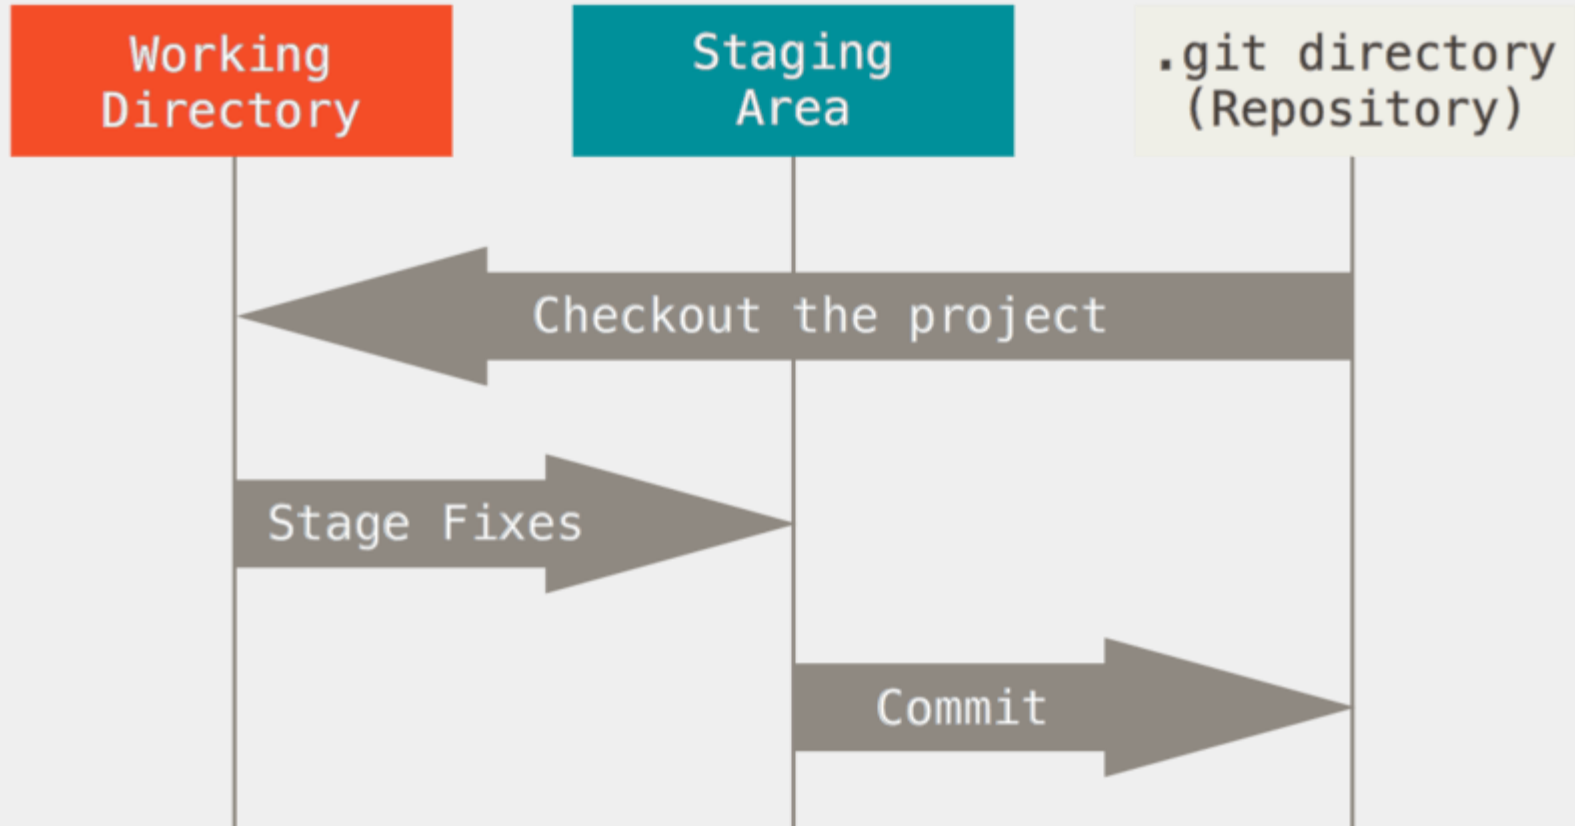 Working
Directory
Staging
Area
.git directory
(Repository)
Checkout the project
Stage Fixes
Commit